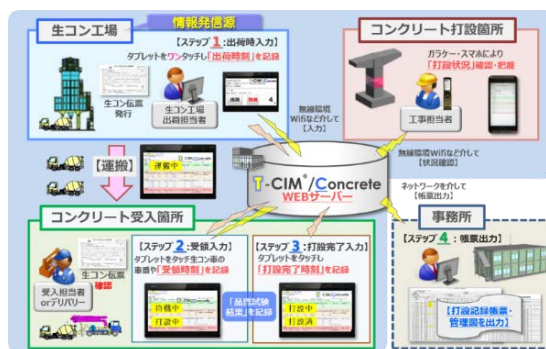 生コン工場
情報発信源
【ステップ1:出荷時入力】
タブレットをワンタッチし「出荷時刻」を記録
生コン伝票
発行
生コン工場
出荷担当者
無線環境
Wifiなど介して
【入力】
コンクリート打設箇所
ガラケー・スマホにより
「打設状況」確認・把握
工事担当者
無線環境Wifiなど介して
【状況確認】
【運搬】
運搬中
T-CIM®/Concrete
WEBサーバー
ネットワークを介して
【帳票出力】
コンクリート受入箇所
【ステップ2:受領入力】
タブレットをタッチ生コン車の
車番や「受領時刻」を記録
生コン伝票
確認
受入担当者
orデリバリー
待機中
打設中
「品質試験
結果」を記録
【ステップ3:打設完了入力】
タブレットをタッチし
「打設完了時刻」を記録
打設中
打設済
事務所
【ステップ4:帳票出力】
【打設記録帳票・
管理図を出力】